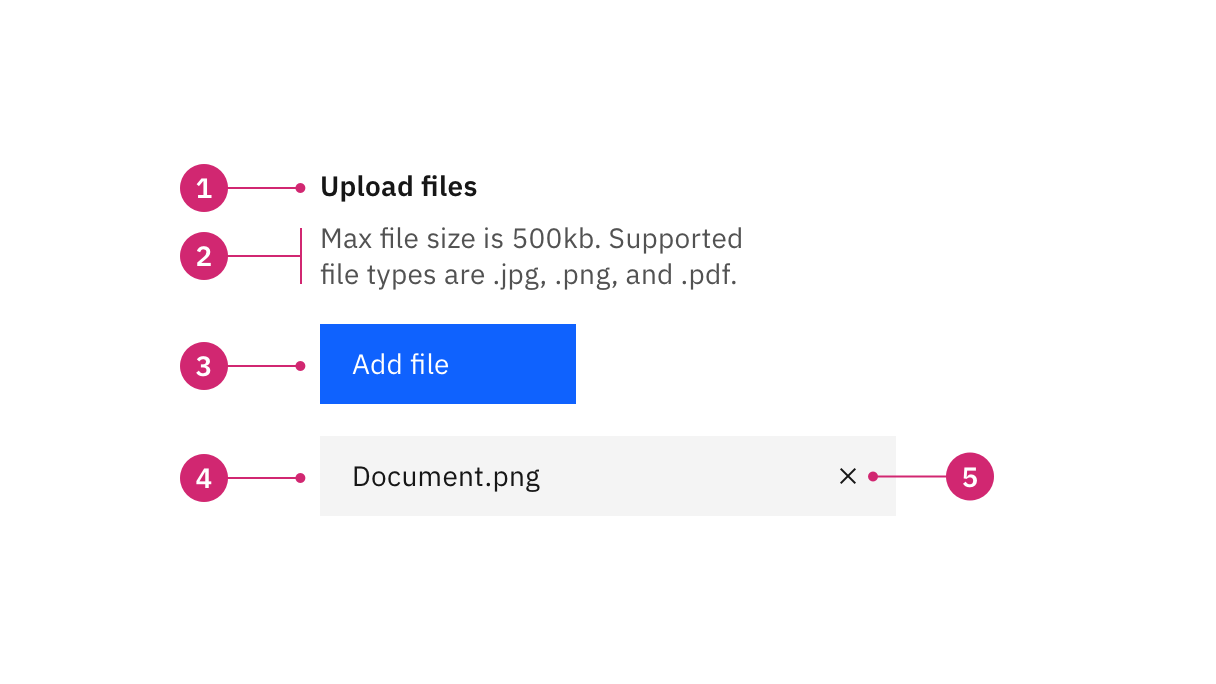 1 Upload files
2 Max file size is 500kb. Supported
file types are .jpg, .png, and .pdf.
3 Add file
4 Document.png × 5